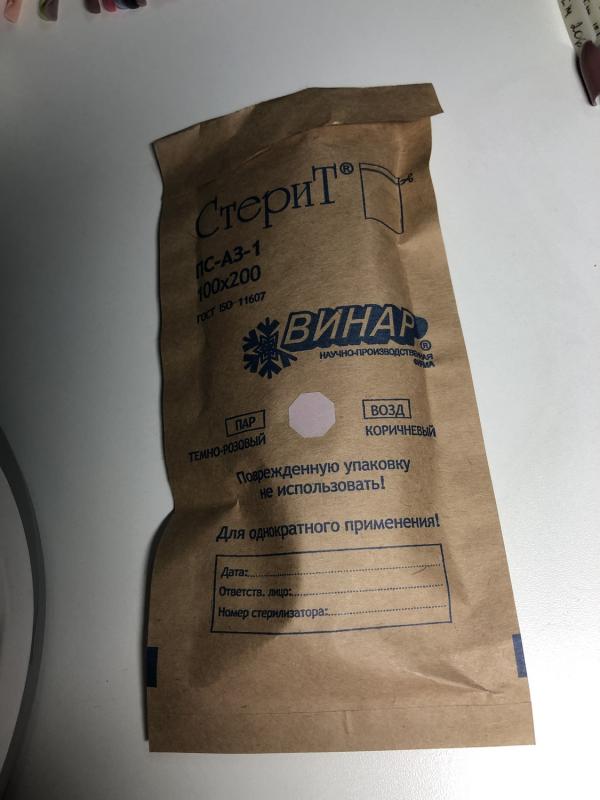 СтериТ®
ПС-АЗ-1
100х200
ГОСТ ISO 11607
ВИНАР®
НАУЧНО-ПРОИЗВОДСТВЕННАЯ
ФИРМА
ПАР
ТЕМНО-РОЗОВЫЙ
ВОЗД
КОРИЧНЕВЫЙ
Поврежденную упаковку
не использовать!
Для однократного применения!
Дата:
Ответств. лицо:
Номер стерилизатора: